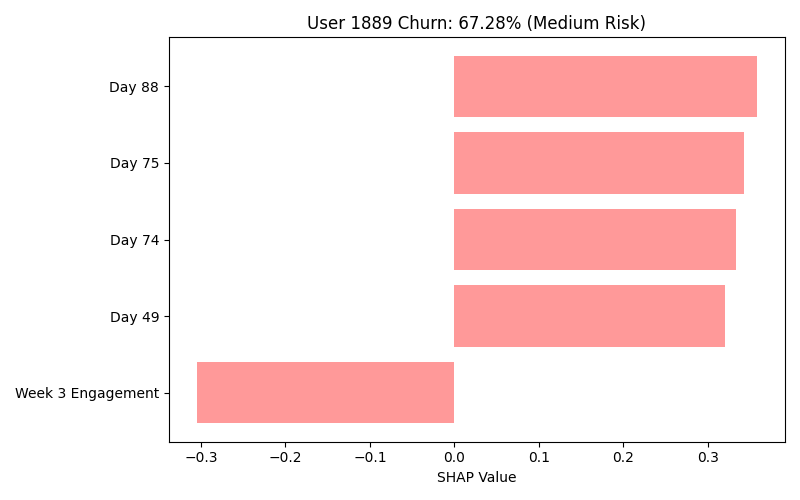 User 1889 Churn: 67.28% (Medium Risk)
Day 88
Day 75
Day 74
Day 49
Week 3 Engagement
−0.3 −0.2 −0.1 0.0 0.1 0.2 0.3
SHAP Value